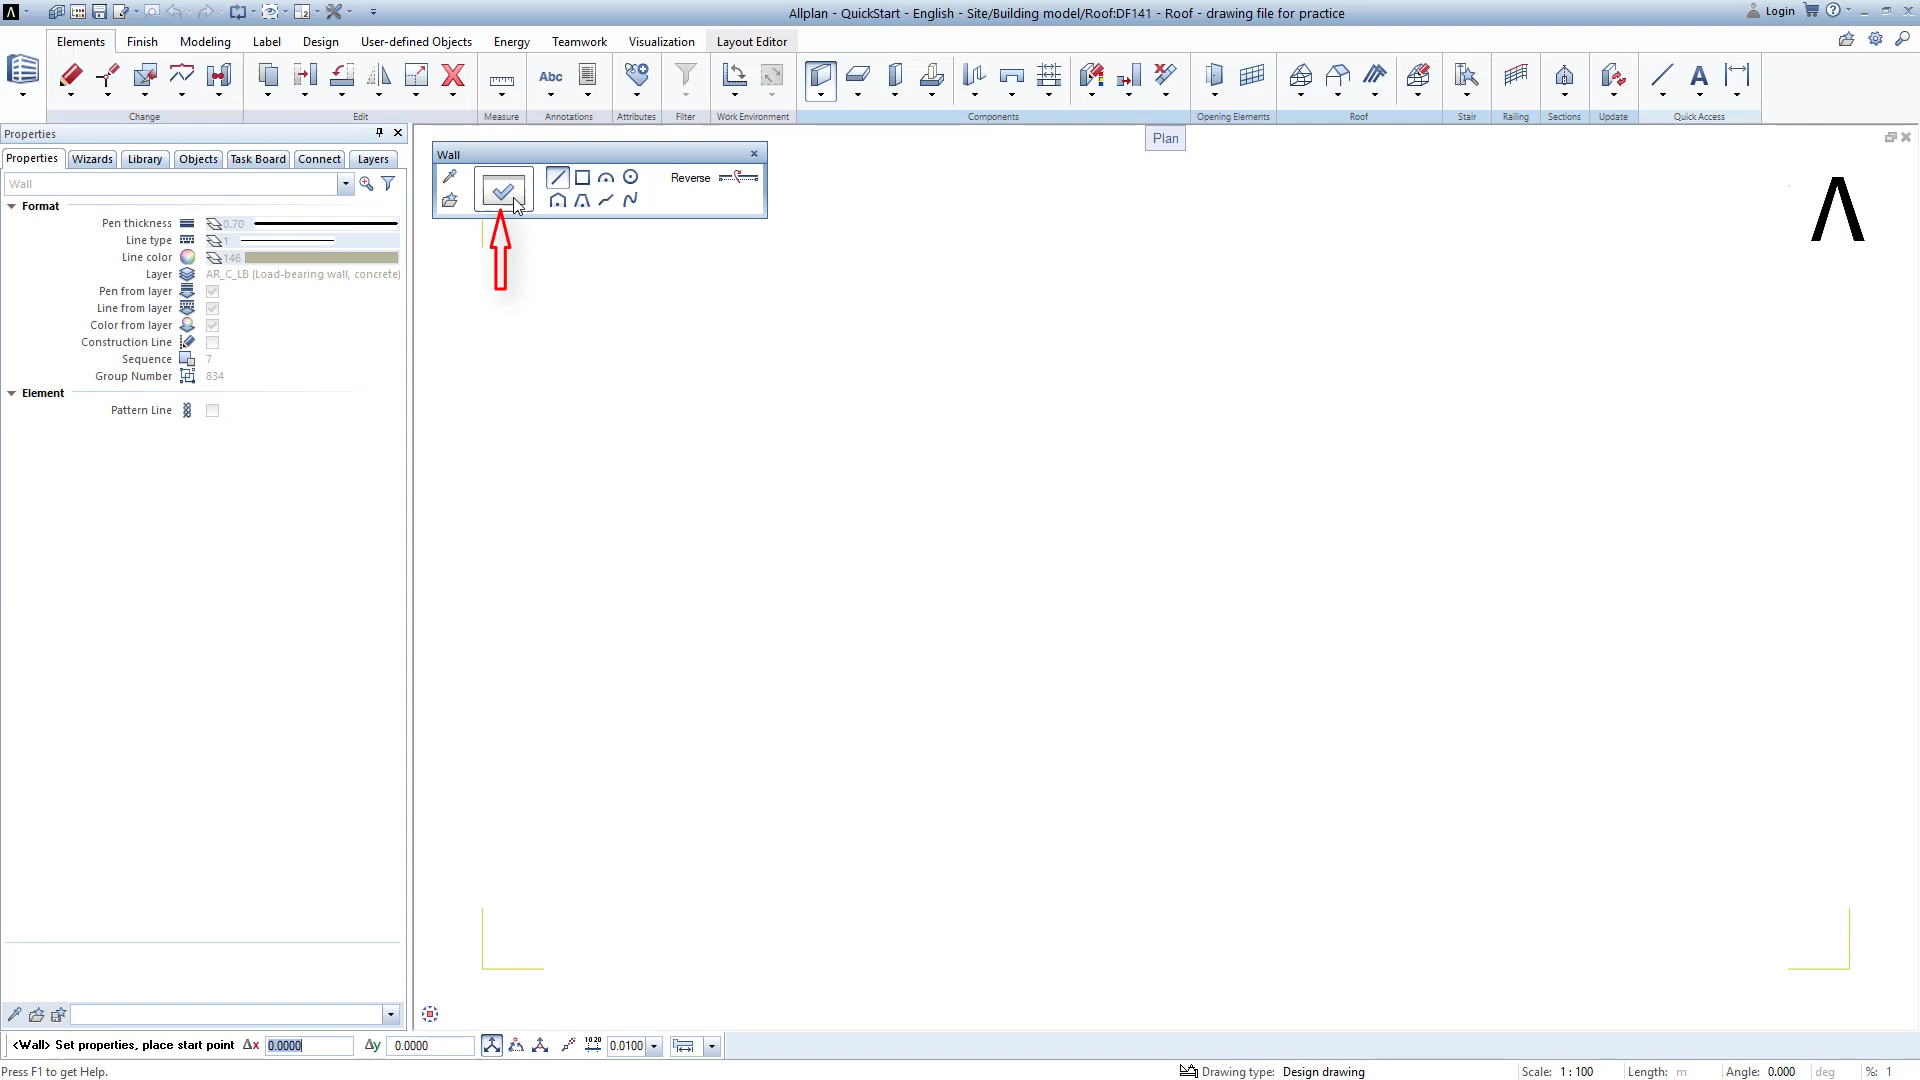 Allplan - QuickStart - English - Site/Building model/Roof:DF141 - Roof - drawing file for practice
Login
Elements
Finish
Modeling
Label
Design
User-defined Objects
Energy
Teamwork
Visualization
Layout Editor
Abc
A
Change
Edit
Measure
Annotations
Attributes
Filter
Work Environment
Components
Opening Elements
Roof
Stair
Railing
Sections
Update
Quick Access
Properties
Properties
Wizards
Library
Objects
Task Board
Connect
Layers
Wall
Format
Pen thickness 0.70
Line type 1
Line color 146
Layer AR_C_LB (Load-bearing wall, concrete)
Pen from layer
Line from layer
Color from layer
Construction Line
Sequence 7
Group Number 834
Element
Pattern Line
Wall
Reverse
Plan
<Wall> Set properties, place start point Δx 0.0000 Δy 0.0000 1020 0.0100
Press F1 to get Help.
Drawing type: Design drawing
Scale: 1 : 100
Length: m
Angle: 0.000 deg
%: 1